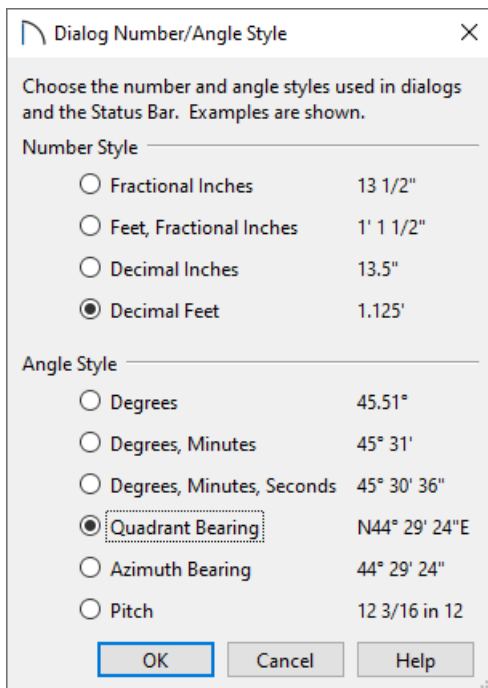 Dialog Number/Angle Style
Choose the number and angle styles used in dialogs
and the Status Bar.  Examples are shown.
Number Style
Fractional Inches 13 1/2"
Feet, Fractional Inches 1' 1 1/2"
Decimal Inches 13.5"
Decimal Feet 1.125'
Angle Style
Degrees 45.51°
Degrees, Minutes 45° 31'
Degrees, Minutes, Seconds 45° 30' 36"
Quadrant Bearing N44° 29' 24"E
Azimuth Bearing 44° 29' 24"
Pitch 12 3/16 in 12
OK Cancel Help